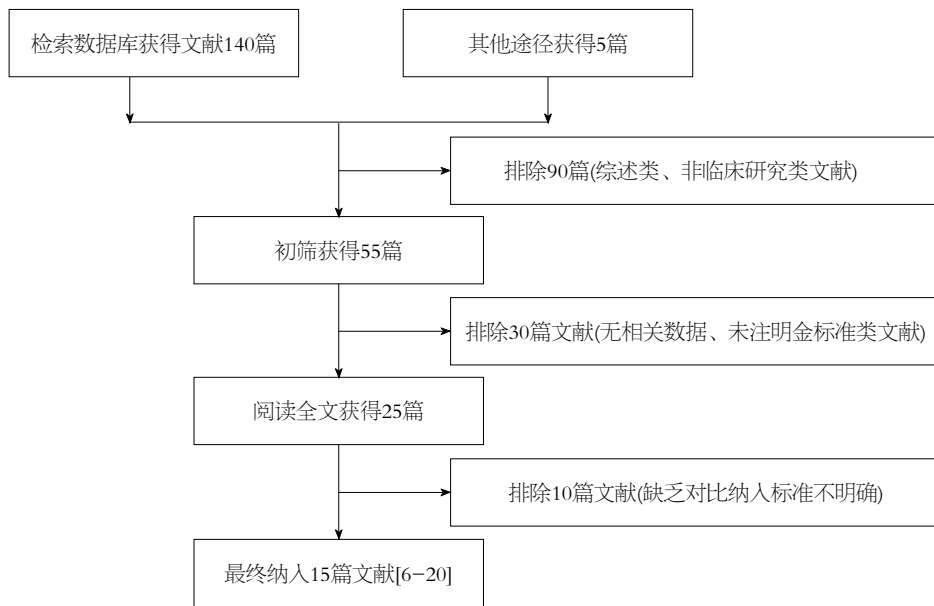 检索数据库获得文献140篇
其他途径获得5篇
排除90篇(综述类、非临床研究类文献)
初筛获得55篇
排除30篇文献(无相关数据、未注明金标准类文献)
阅读全文获得25篇
排除10篇文献(缺乏对比纳入标准不明确)
最终纳入15篇文献[6-20]